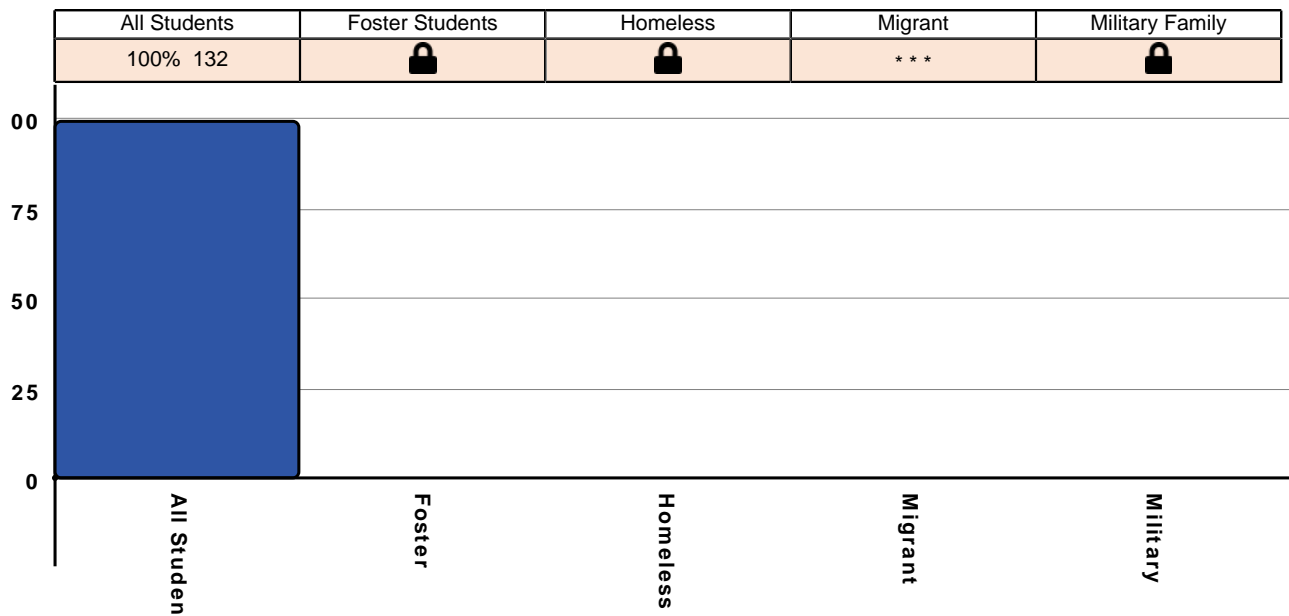 All Students Foster Students Homeless Migrant Military Family
100% 132 * * *
00
75
50
25
0
All Studen
Foster
Homeless
Migrant
Military